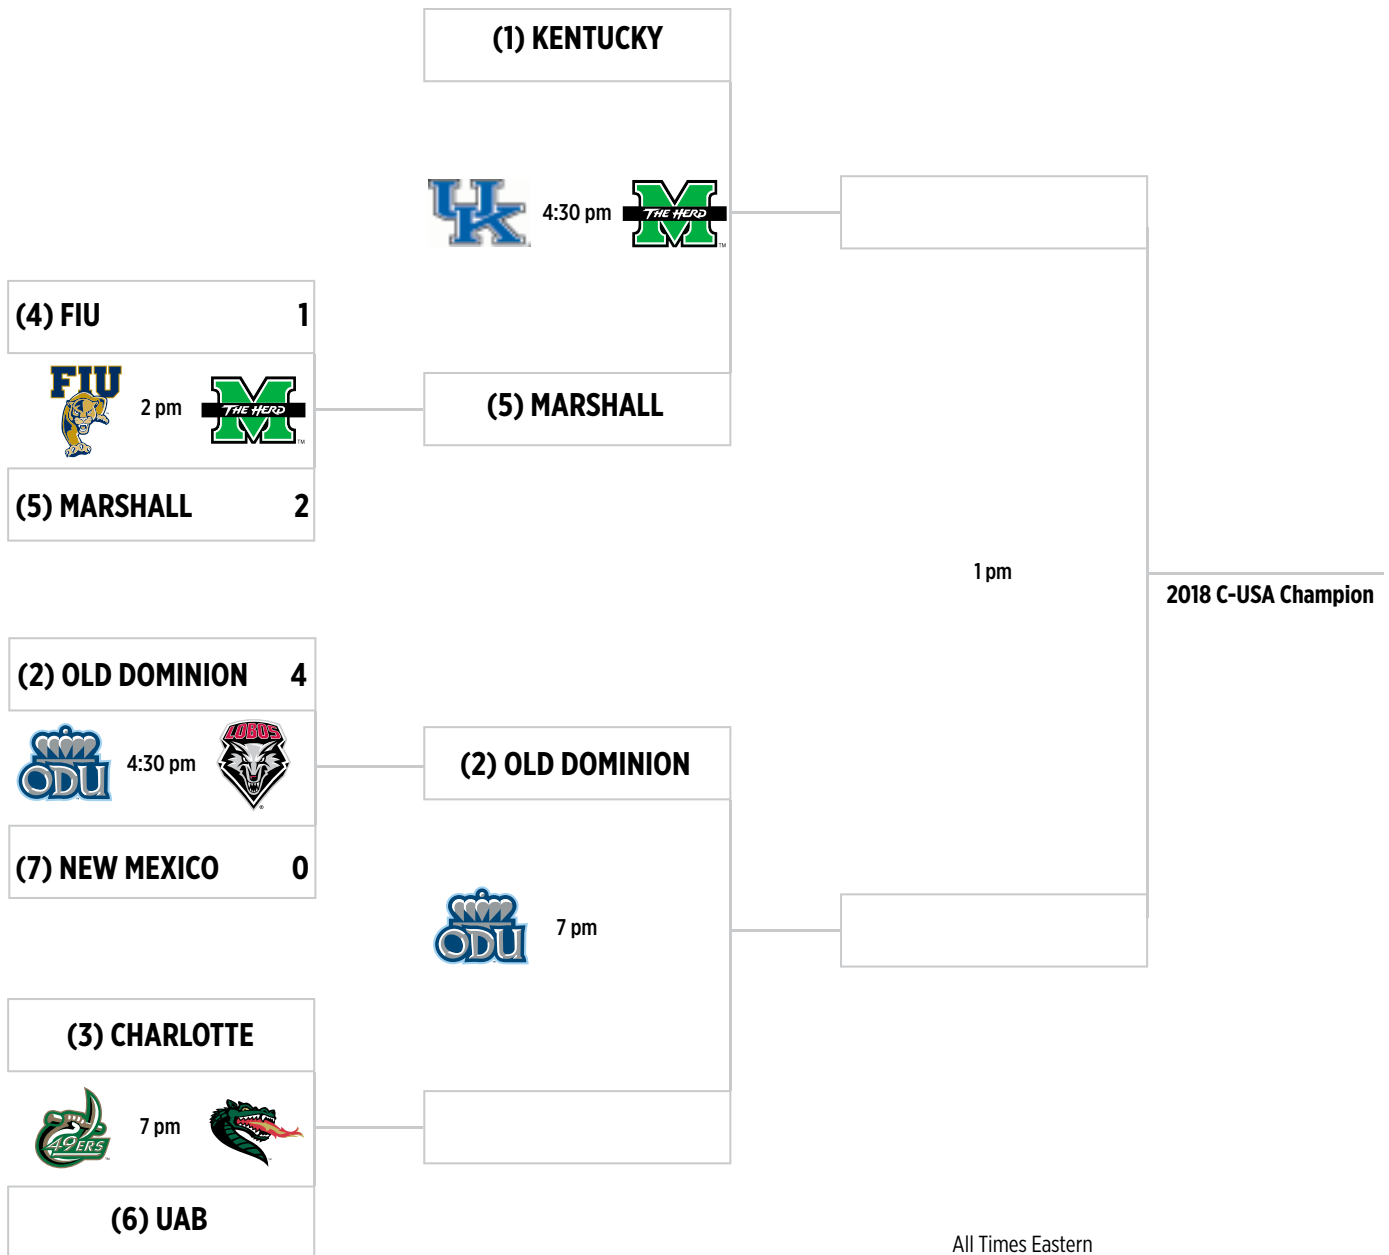 (1) KENTUCKY
UK
4:30 pm
M
THE HERD
TM
(4) FIU 1
FIU
2 pm
M
THE HERD
TM
(5) MARSHALL
(5) MARSHALL 2
1 pm
2018 C-USA Champion
(2) OLD DOMINION 4
ODU
4:30 pm
LOBOS
®
(2) OLD DOMINION
(7) NEW MEXICO 0
ODU
7 pm
(3) CHARLOTTE
49ERS
7 pm
(6) UAB
All Times Eastern